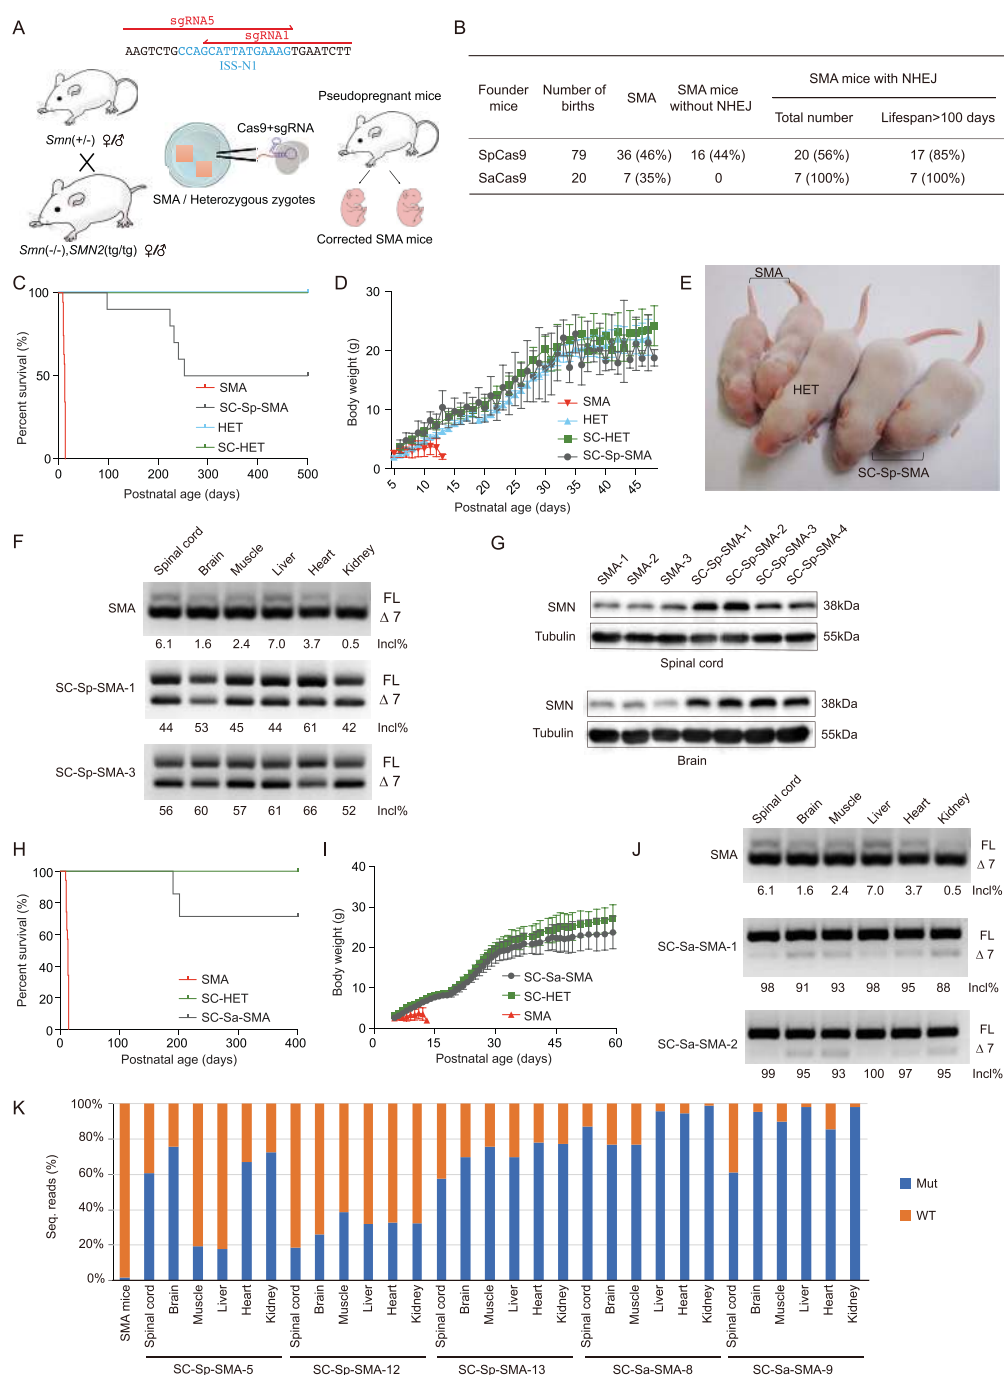 A
sgRNA5
sgRNA1
AAGTCTGCCAGCATTATGAAAGTGAATCTT
ISS-N1
Pseudopregnant mice
Cas9+sgRNA
Smn(+/-) ♀/♂
SMA / Heterozygous zygotes
Corrected SMA mice
Smn(-/-),SMN2(tg/tg) ♀/♂
B
Founder mice
Number of births
SMA
SMA mice without NHEJ
SMA mice with NHEJ
Total number
Lifespan>100 days
SpCas9 79 36 (46%) 16 (44%) 20 (56%) 17 (85%)
SaCas9 20 7 (35%) 0 7 (100%) 7 (100%)
C
Percent survival (%)
100
50
0
0 100 200 300 400 500
Postnatal age (days)
SMA
SC-Sp-SMA
HET
SC-HET
D
Body weight (g)
30
20
10
0
5 10 15 20 25 30 35 40 45
Postnatal age (days)
SMA
HET
SC-HET
SC-Sp-SMA
E
SMA
HET
SC-Sp-SMA
F
Spinal cord Brain Muscle Liver Heart Kidney
SMA
FL
Δ 7
6.1 1.6 2.4 7.0 3.7 0.5 Incl%
SC-Sp-SMA-1
FL
Δ 7
44 53 45 44 61 42 Incl%
SC-Sp-SMA-3
FL
Δ 7
56 60 57 61 66 52 Incl%
G
SMA-1 SMA-2 SMA-3 SC-Sp-SMA-1 SC-Sp-SMA-2 SC-Sp-SMA-3 SC-Sp-SMA-4
SMN 38kDa
Tubulin 55kDa
Spinal cord
SMN 38kDa
Tubulin 55kDa
Brain
H
Percent survival (%)
100
80
60
40
20
0
0 100 200 300 400
Postnatal age (days)
SMA
SC-HET
SC-Sa-SMA
I
Body weight (g)
40
30
20
10
0
0 15 30 45 60
Postnatal age (days)
SC-Sa-SMA
SC-HET
SMA
J
Spinal cord Brain Muscle Liver Heart Kidney
SMA
FL
Δ 7
6.1 1.6 2.4 7.0 3.7 0.5 Incl%
SC-Sa-SMA-1
FL
Δ 7
98 91 93 98 95 88 Incl%
SC-Sa-SMA-2
FL
Δ 7
99 95 93 100 97 95 Incl%
K
Seq. reads (%)
100%
80%
60%
40%
20%
0%
Mut
WT
SMA mice Spinal cord Brain Muscle Liver Heart Kidney Spinal cord Brain Muscle Liver Heart Kidney Spinal cord Brain Muscle Liver Heart Kidney Spinal cord Brain Muscle Liver Heart Kidney Spinal cord Brain Muscle Liver Heart Kidney
SC-Sp-SMA-5 SC-Sp-SMA-12 SC-Sp-SMA-13 SC-Sa-SMA-8 SC-Sa-SMA-9